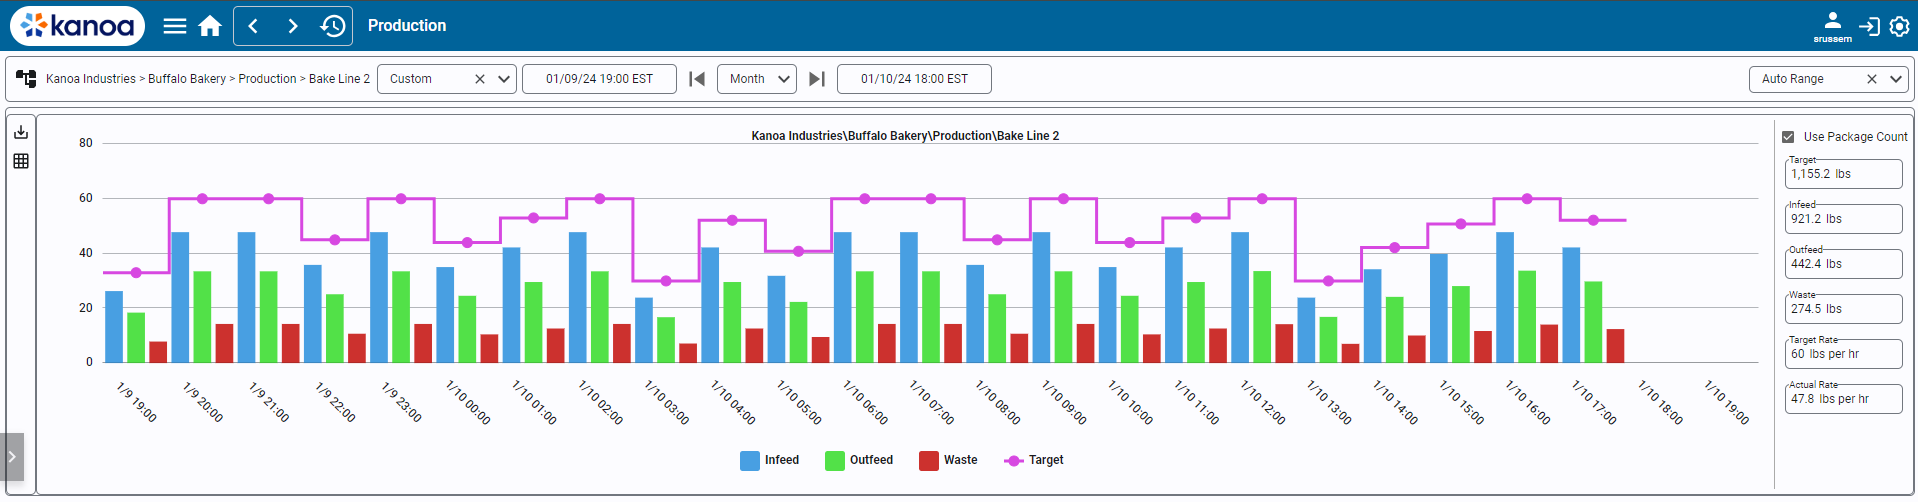 kanoa
Production
srussem
Kanoa Industries > Buffalo Bakery > Production > Bake Line 2
Custom
01/09/24 19:00 EST
Month
01/10/24 18:00 EST
Auto Range
Kanoa Industries\Buffalo Bakery\Production\Bake Line 2
80
60
40
20
0
1/9 19:00
1/9 20:00
1/9 21:00
1/9 22:00
1/9 23:00
1/10 00:00
1/10 01:00
1/10 02:00
1/10 03:00
1/10 04:00
1/10 05:00
1/10 06:00
1/10 07:00
1/10 08:00
1/10 09:00
1/10 10:00
1/10 11:00
1/10 12:00
1/10 13:00
1/10 14:00
1/10 15:00
1/10 16:00
1/10 17:00
1/10 18:00
1/10 19:00
Infeed
Outfeed
Waste
Target
Use Package Count
Target
1,155.2 lbs
Infeed
921.2 lbs
Outfeed
442.4 lbs
Waste
274.5 lbs
Target Rate
60 lbs per hr
Actual Rate
47.8 lbs per hr